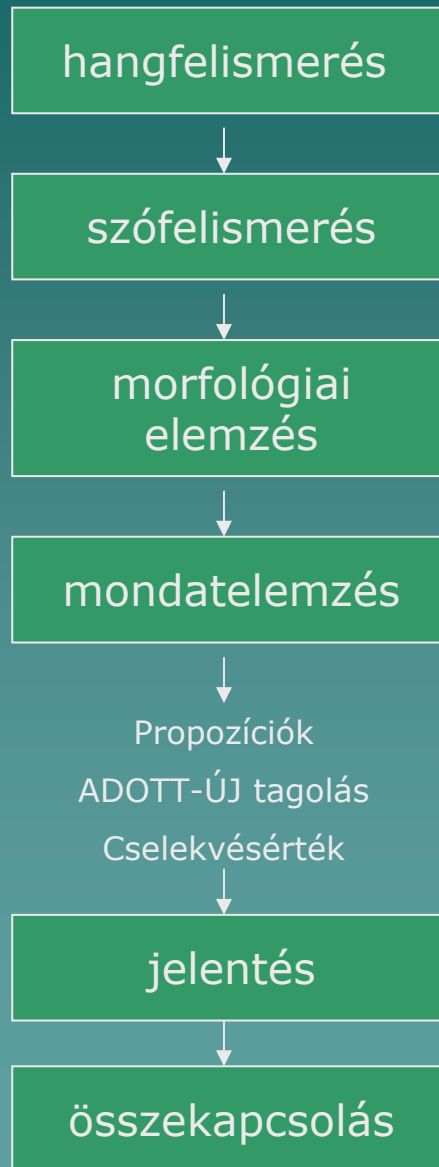 hangfelismerés
szófelismerés
morfológiai
elemzés
mondatelemzés
Propozíciók
ADOTT-ÚJ tagolás
Cselekvésérték
jelentés
összekapcsolás